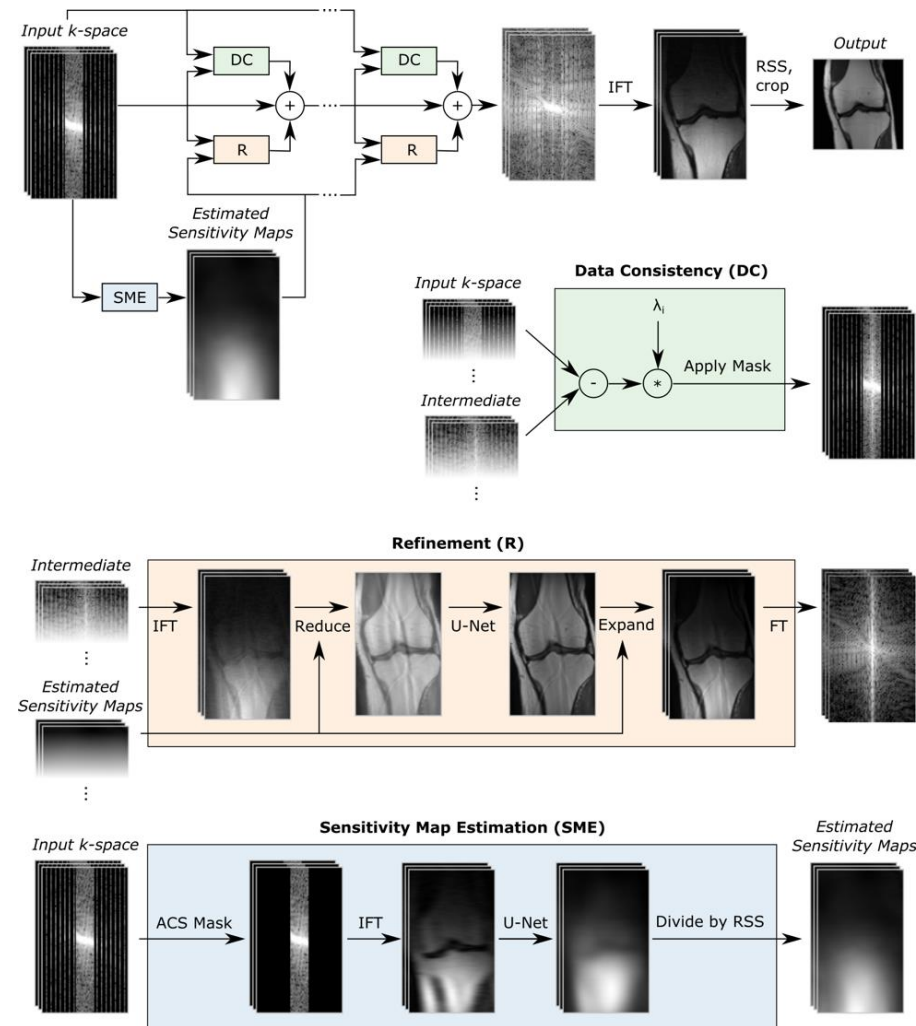 Input k-space
DC
DC
Output
IFT
RSS,
crop
+
+
R
R
Estimated
Sensitivity Maps
SME
Data Consistency (DC)
Input k-space
λi
Apply Mask
-
*
Intermediate
Refinement (R)
Intermediate
IFT
Reduce
U-Net
Expand
FT
Estimated
Sensitivity Maps
Sensitivity Map Estimation (SME)
Input k-space
Estimated
Sensitivity Maps
ACS Mask
IFT
U-Net
Divide by RSS